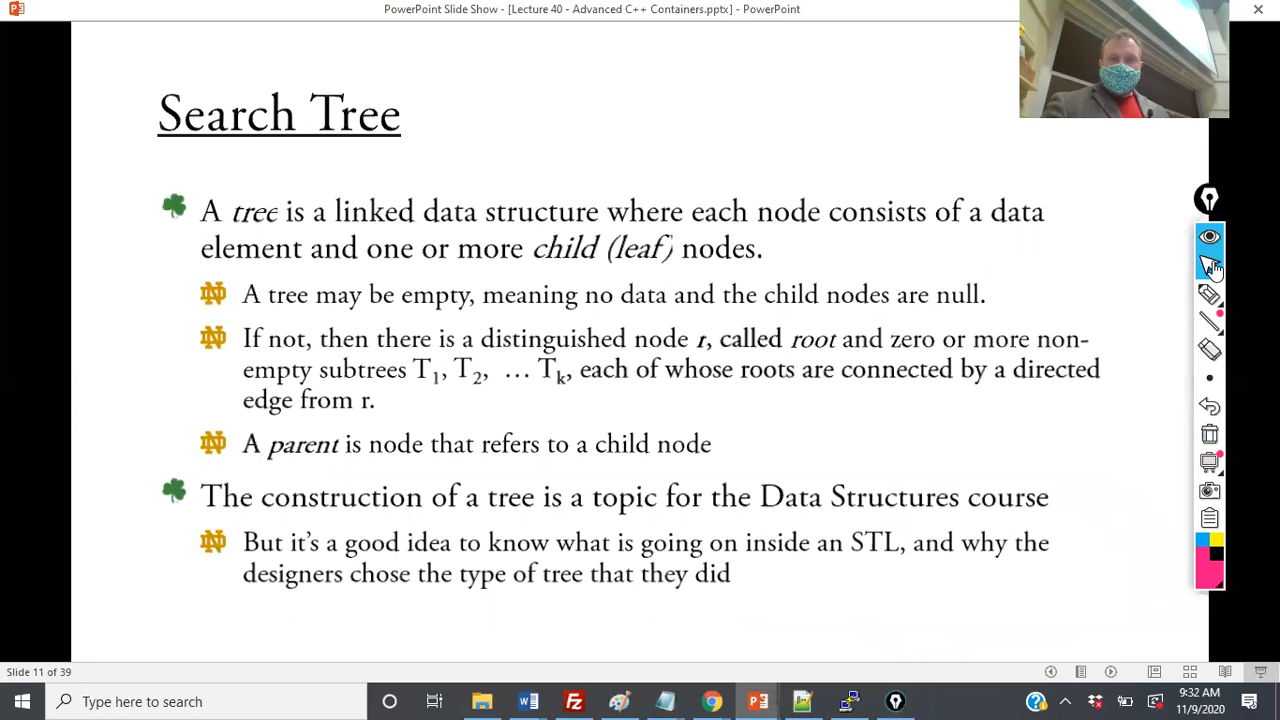 PowerPoint Slide Show - [Lecture 40 - Advanced C++ Containers.pptx] - PowerPoint
Search Tree
A tree is a linked data structure where each node consists of a data
element and one or more child (leaf) nodes.
A tree may be empty, meaning no data and the child nodes are null.
If not, then there is a distinguished node r, called root and zero or more non-
empty subtrees T1, T2, … Tk, each of whose roots are connected by a directed
edge from r.
A parent is node that refers to a child node
The construction of a tree is a topic for the Data Structures course
But it's a good idea to know what is going on inside an STL, and why the
designers chose the type of tree that they did
Slide 11 of 39
Type here to search
9:32 AM
11/9/2020